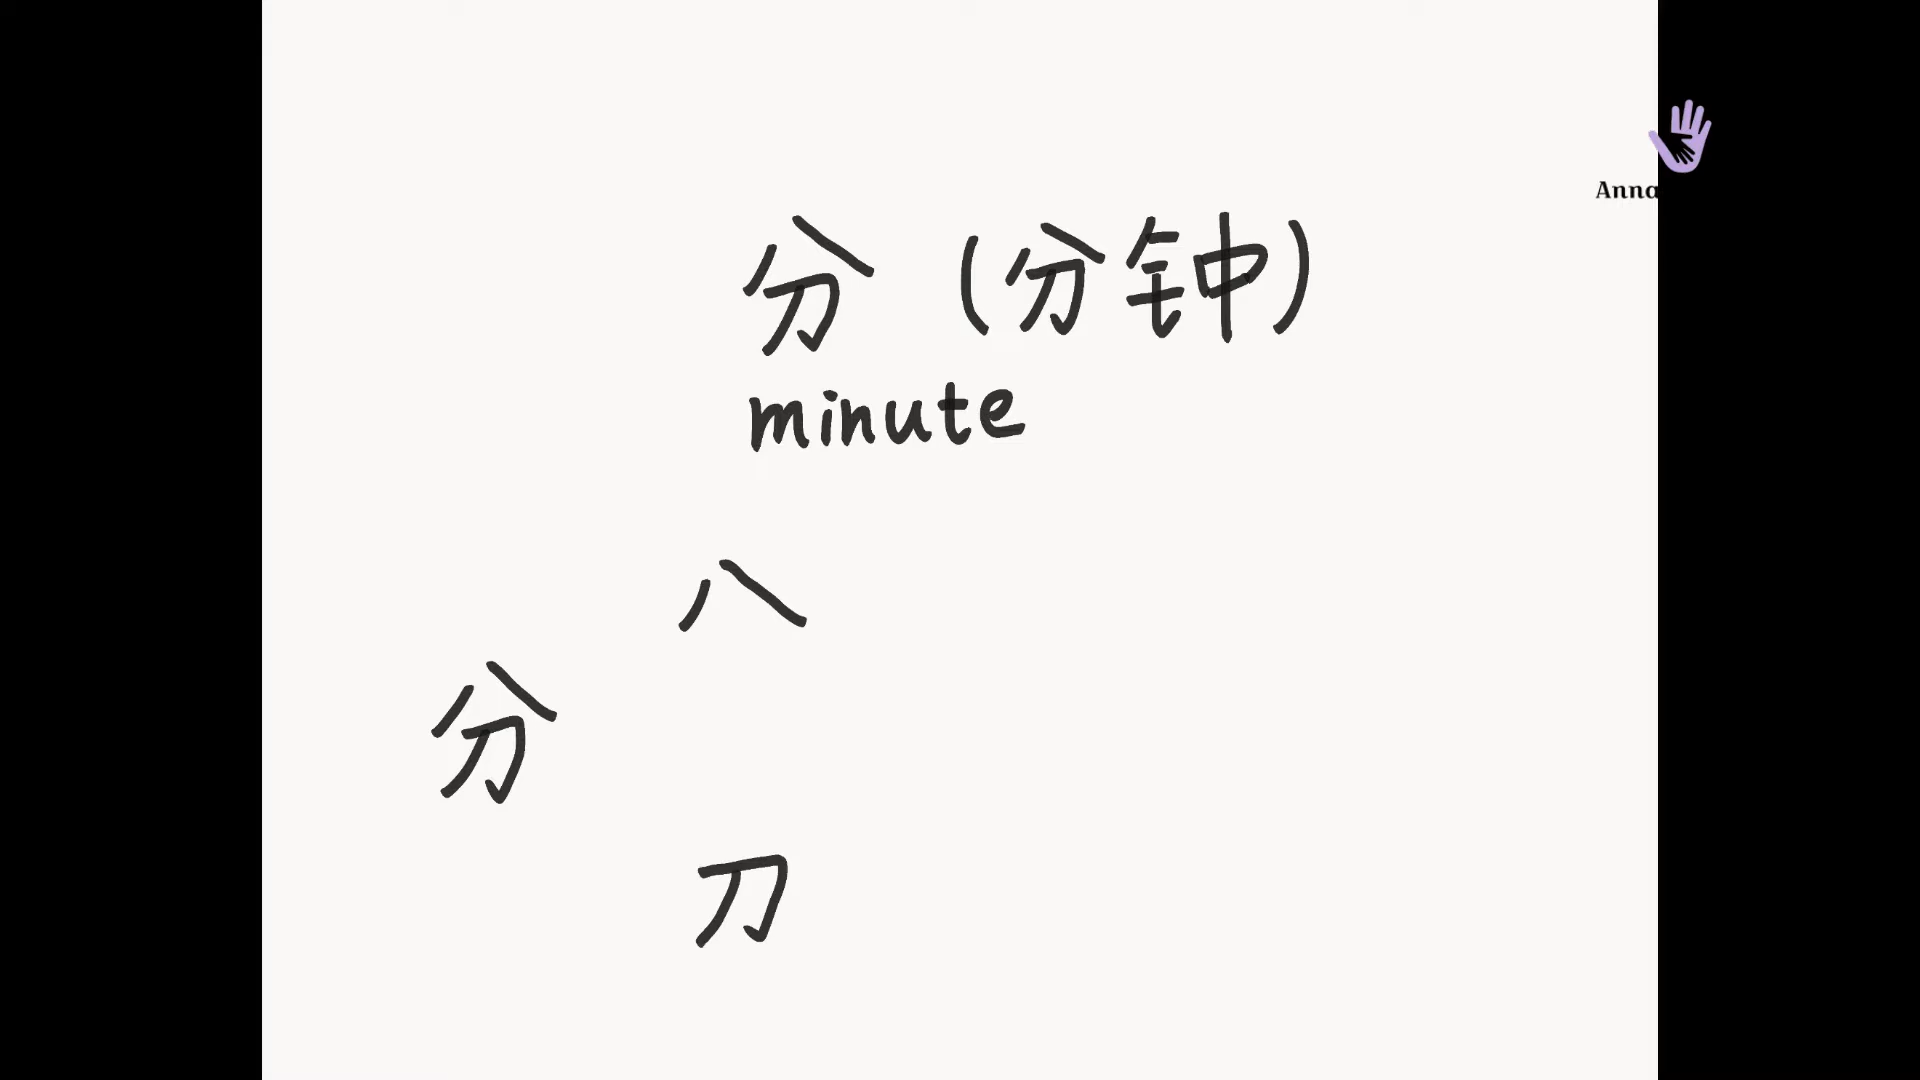 Anna
分 (分钟)
minute
八
分
刀